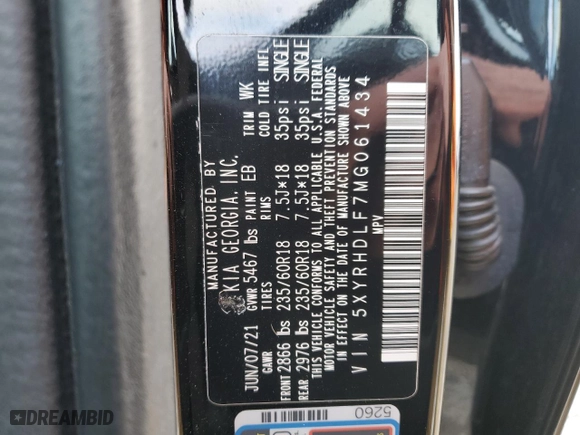 MANUFACTURED BY
KIA GEORGIA, INC.
JUN/07/21 GVWR 5467 lbs PAINT EB TRIM WK
GAWR TIRES RIMS COLD TIRE INFL
FRONT 2866 lbs 235/60R18 7.5J*18 35psi SINGLE
REAR 2976 lbs 235/60R18 7.5J*18 35psi SINGLE
THIS VEHICLE CONFORMS TO ALL APPLICABLE U.S.A. FEDERAL
MOTOR VEHICLE SAFETY AND THEFT PREVENTION STANDARDS
IN EFFECT ON THE DATE OF MANUFACTURE SHOWN ABOVE
VIN 5XYRHDLF7MG061434
MPV
5260
© DREAMBID